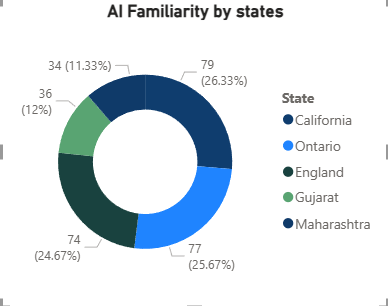 AI Familiarity by states
34 (11.33%)
79
(26.33%)
36
(12%)
State
California
Ontario
England
Gujarat
Maharashtra
74
(24.67%)
77
(25.67%)